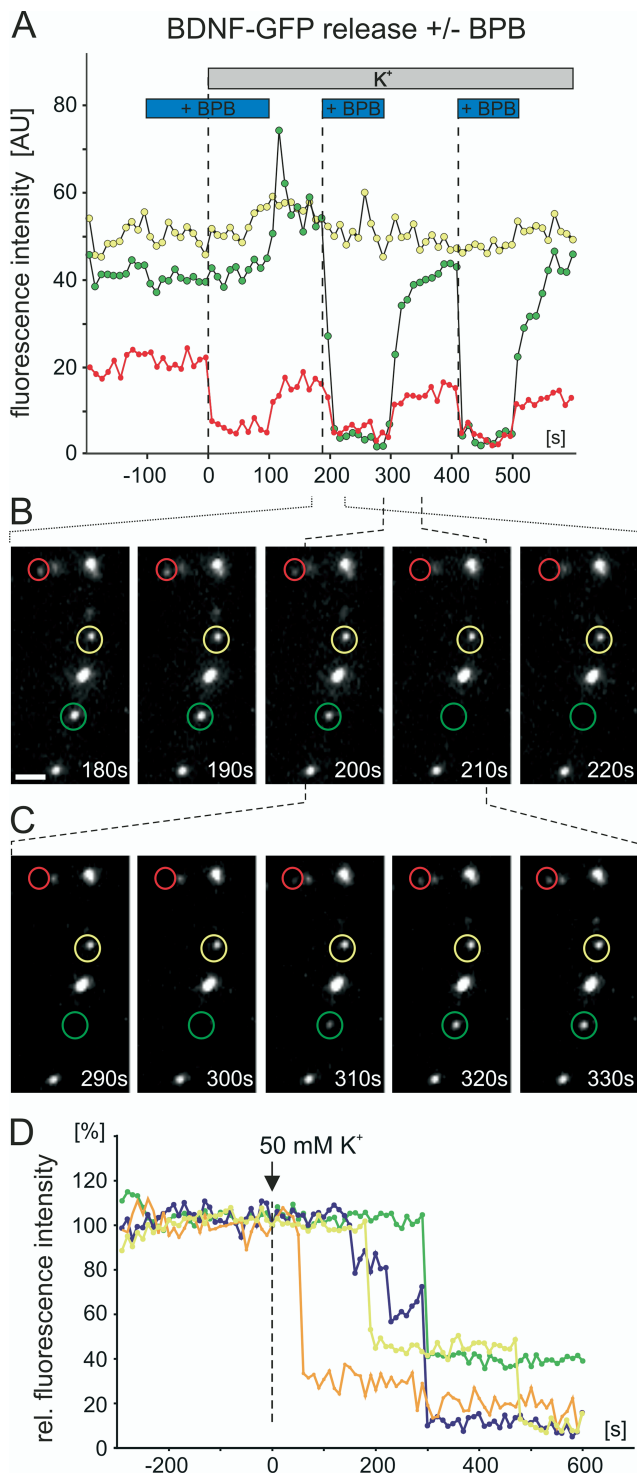 A
BDNF-GFP release +/- BPB
fluorescence intensity [AU]
80
60
40
20
0
K+
+ BPB
+ BPB
+ BPB
[s]
-100 0 100 200 300 400 500
B
180s
190s
200s
210s
220s
C
290s
300s
310s
320s
330s
D
[%]
50 mM K+
rel. fluorescence intensity
120
100
80
60
40
20
0
[s]
-200 0 200 400 600